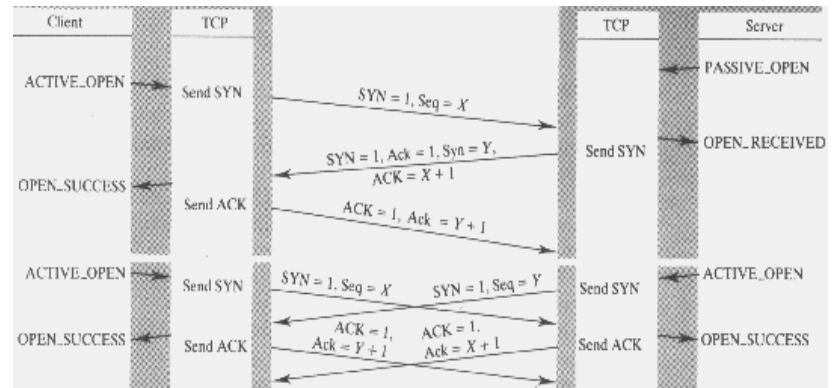 Client TCP TCP Server
PASSIVE_OPEN
ACTIVE_OPEN
Send SYN
SYN = 1, Seq = X
OPEN_RECEIVED
Send SYN
SYN = 1, Ack = 1, Syn = Y,
ACK = X + 1
OPEN_SUCCESS
Send ACK
ACK = 1, Ack = Y + 1
ACTIVE_OPEN ACTIVE_OPEN
Send SYN SYN = 1, Seq = X SYN = 1, Seq = Y Send SYN
OPEN_SUCCESS ACK = 1, ACK = 1. OPEN_SUCCESS
Send ACK Ack = Y + 1 Ack = X + 1 Send ACK